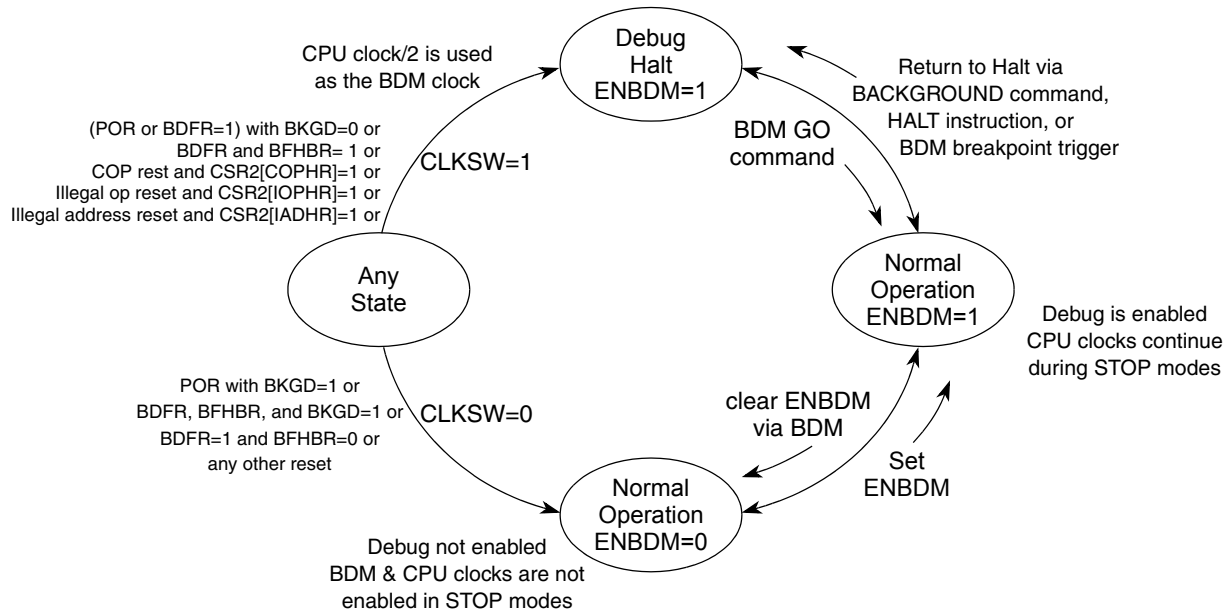 CPU clock/2 is used
as the BDM clock
Debug
Halt
ENBDM=1
Return to Halt via
BACKGROUND command,
HALT instruction, or
BDM breakpoint trigger
(POR or BDFR=1) with BKGD=0 or
BDFR and BFHBR= 1 or
COP rest and CSR2[COPHR]=1 or
Illegal op reset and CSR2[IOPHR]=1 or
Illegal address reset and CSR2[IADHR]=1 or
CLKSW=1
BDM GO
command
Any
State
Normal
Operation
ENBDM=1
Debug is enabled
CPU clocks continue
during STOP modes
POR with BKGD=1 or
BDFR, BFHBR, and BKGD=1 or
BDFR=1 and BFHBR=0 or
any other reset
CLKSW=0
clear ENBDM
via BDM
Set
ENBDM
Normal
Operation
ENBDM=0
Debug not enabled
BDM & CPU clocks are not
enabled in STOP modes